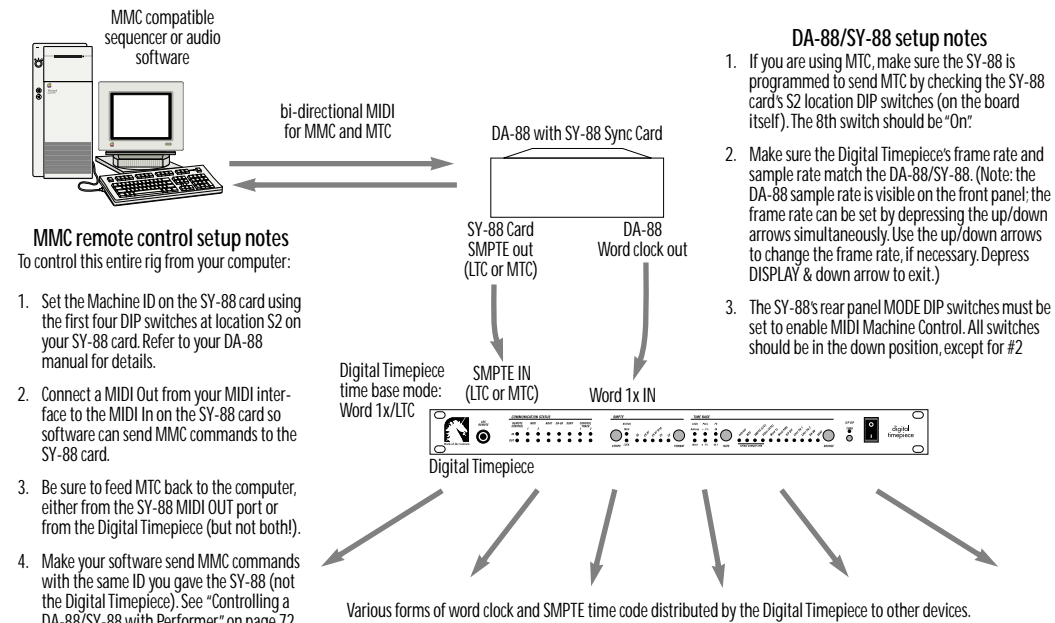 MMC compatible
sequencer or audio
software
bi-directional MIDI
for MMC and MTC
DA-88 with SY-88 Sync Card
SY-88 Card
SMPTE out
(LTC or MTC)
DA-88
Word clock out
DA-88/SY-88 setup notes
1. If you are using MTC, make sure the SY-88 is
programmed to send MTC by checking the SY-88
card's S2 location DIP switches (on the board
itself). The 8th switch should be "On".
2. Make sure the Digital Timepiece's frame rate and
sample rate match the DA-88/SY-88. (Note: the
DA-88 sample rate is visible on the front panel; the
frame rate can be set by depressing the up/down
arrows simultaneously. Use the up/down arrows
to change the frame rate, if necessary. Depress
DISPLAY & down arrow to exit.)
3. The SY-88's rear panel MODE DIP switches must be
set to enable MIDI Machine Control. All switches
should be in the down position, except for #2
MMC remote control setup notes
To control this entire rig from your computer:
1. Set the Machine ID on the SY-88 card using
the first four DIP switches at location S2 on
your SY-88 card. Refer to your DA-88
manual for details.
2. Connect a MIDI Out from your MIDI inter-
face to the MIDI In on the SY-88 card so
software can send MMC commands to the
SY-88 card.
3. Be sure to feed MTC back to the computer,
either from the SY-88 MIDI OUT port or
from the Digital Timepiece (but not both!).
4. Make your software send MMC commands
with the same ID you gave the SY-88 (not
the Digital Timepiece). See "Controlling a
DA-88/SY-88 with Performer" on page 72.
Digital Timepiece
time base mode:
Word 1x/LTC
SMPTE IN
(LTC or MTC)
Word 1x IN
COMMUNICATION STATUS
SMPTE
TIME BASE
digital
timepiece
Digital Timepiece
Various forms of word clock and SMPTE time code distributed by the Digital Timepiece to other devices.